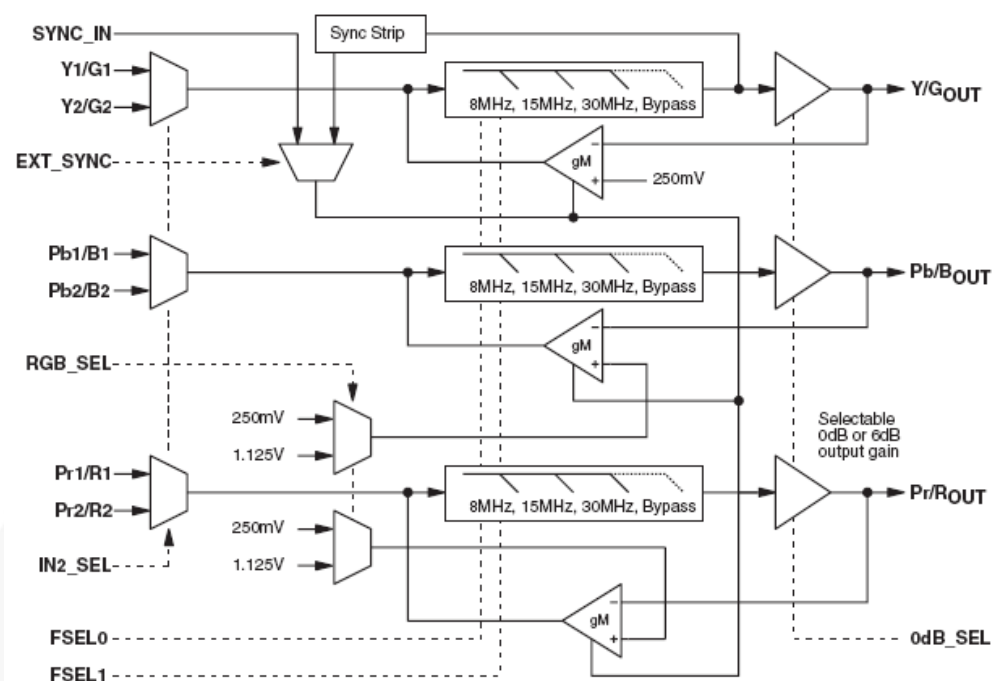 SYNC_IN
Sync Strip
Y1/G1
Y2/G2
8MHz, 15MHz, 30MHz, Bypass
Y/GOUT
EXT_SYNC
gM
−
+
250mV
Pb1/B1
Pb2/B2
8MHz, 15MHz, 30MHz, Bypass
Pb/BOUT
gM
−
+
RGB_SEL
250mV
1.125V
Selectable
0dB or 6dB
output gain
Pr1/R1
Pr2/R2
8MHz, 15MHz, 30MHz, Bypass
Pr/ROUT
250mV
1.125V
IN2_SEL
gM
−
+
FSEL0
0dB_SEL
FSEL1